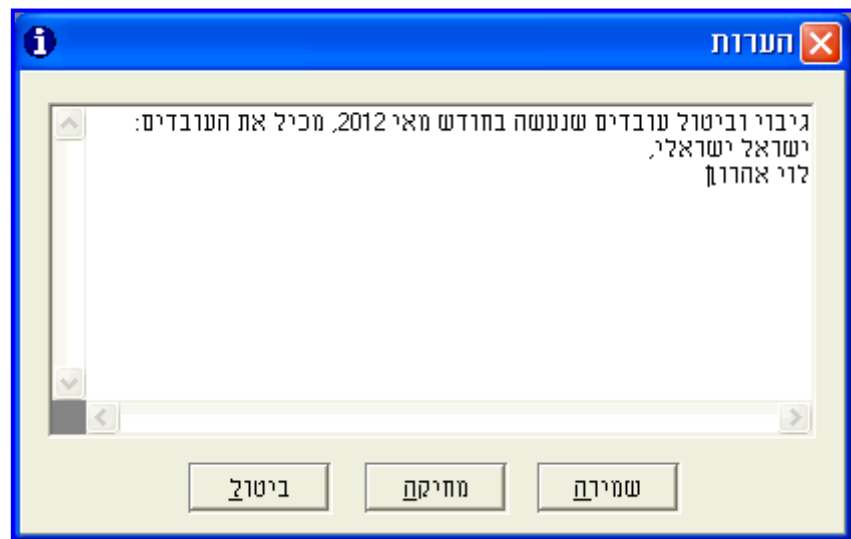 הערות
גיבוי וביטול עובדים שנעשה בחודש מאי 2012, מכיל את העובדים:
ישראל ישראלי,
לוי אהרון
שמירה
מחיקה
ביטול